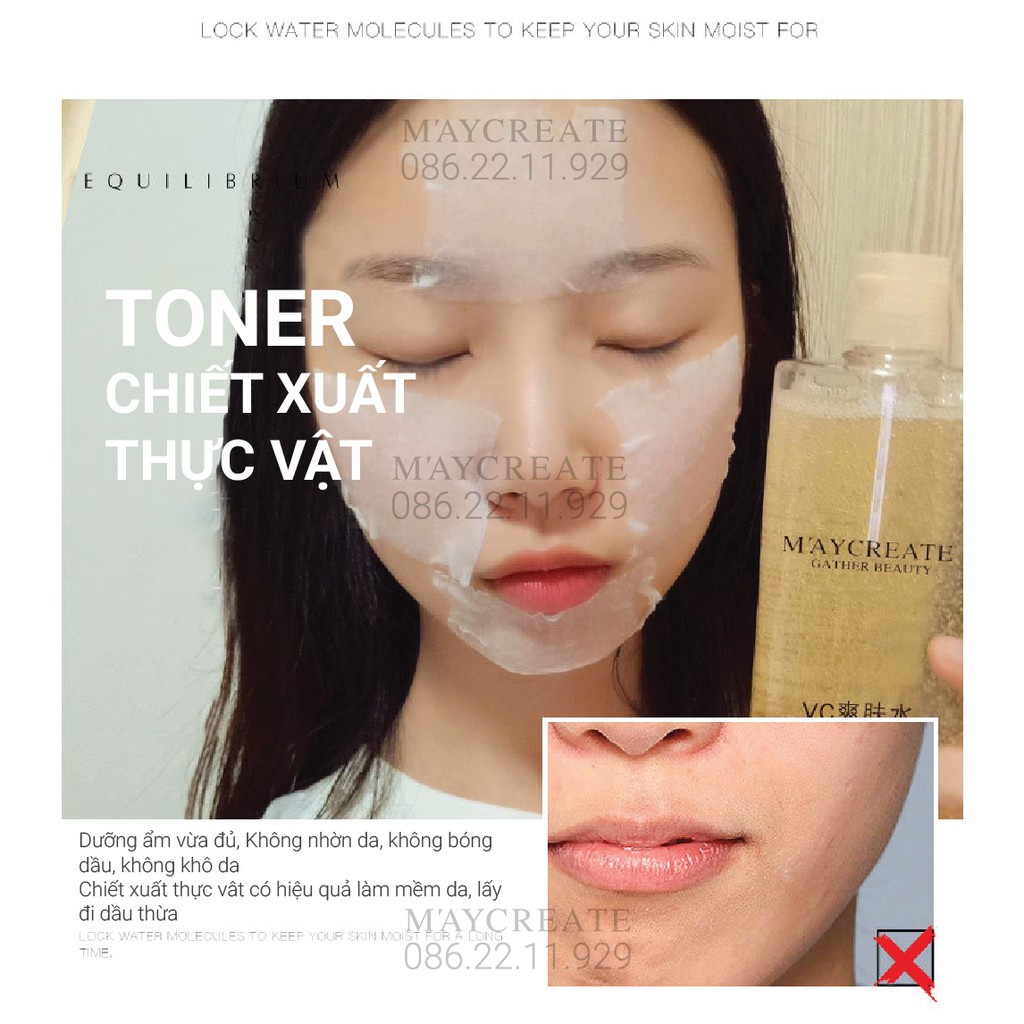 LOCK WATER MOLECULES TO KEEP YOUR SKIN MOIST FOR
M'AYCREATE
086.22.11.929
EQUILIBRIUM
TONER
CHIẾT XUẤT
THỰC VẬT
M'AYCREATE
086.22.11.929
M'AYCREATE
GATHER BEAUTY
VC爽肤水
Dưỡng ẩm vừa đủ, Không nhờn da, không bóng
dầu, không khô da
Chiết xuất thực vât có hiệu quả làm mềm da, lấy
đi dầu thừa
M'AYCREATE
086.22.11.929
LOCK WATER MOLECULES TO KEEP YOUR SKIN MOIST FOR A LONG
TIME.